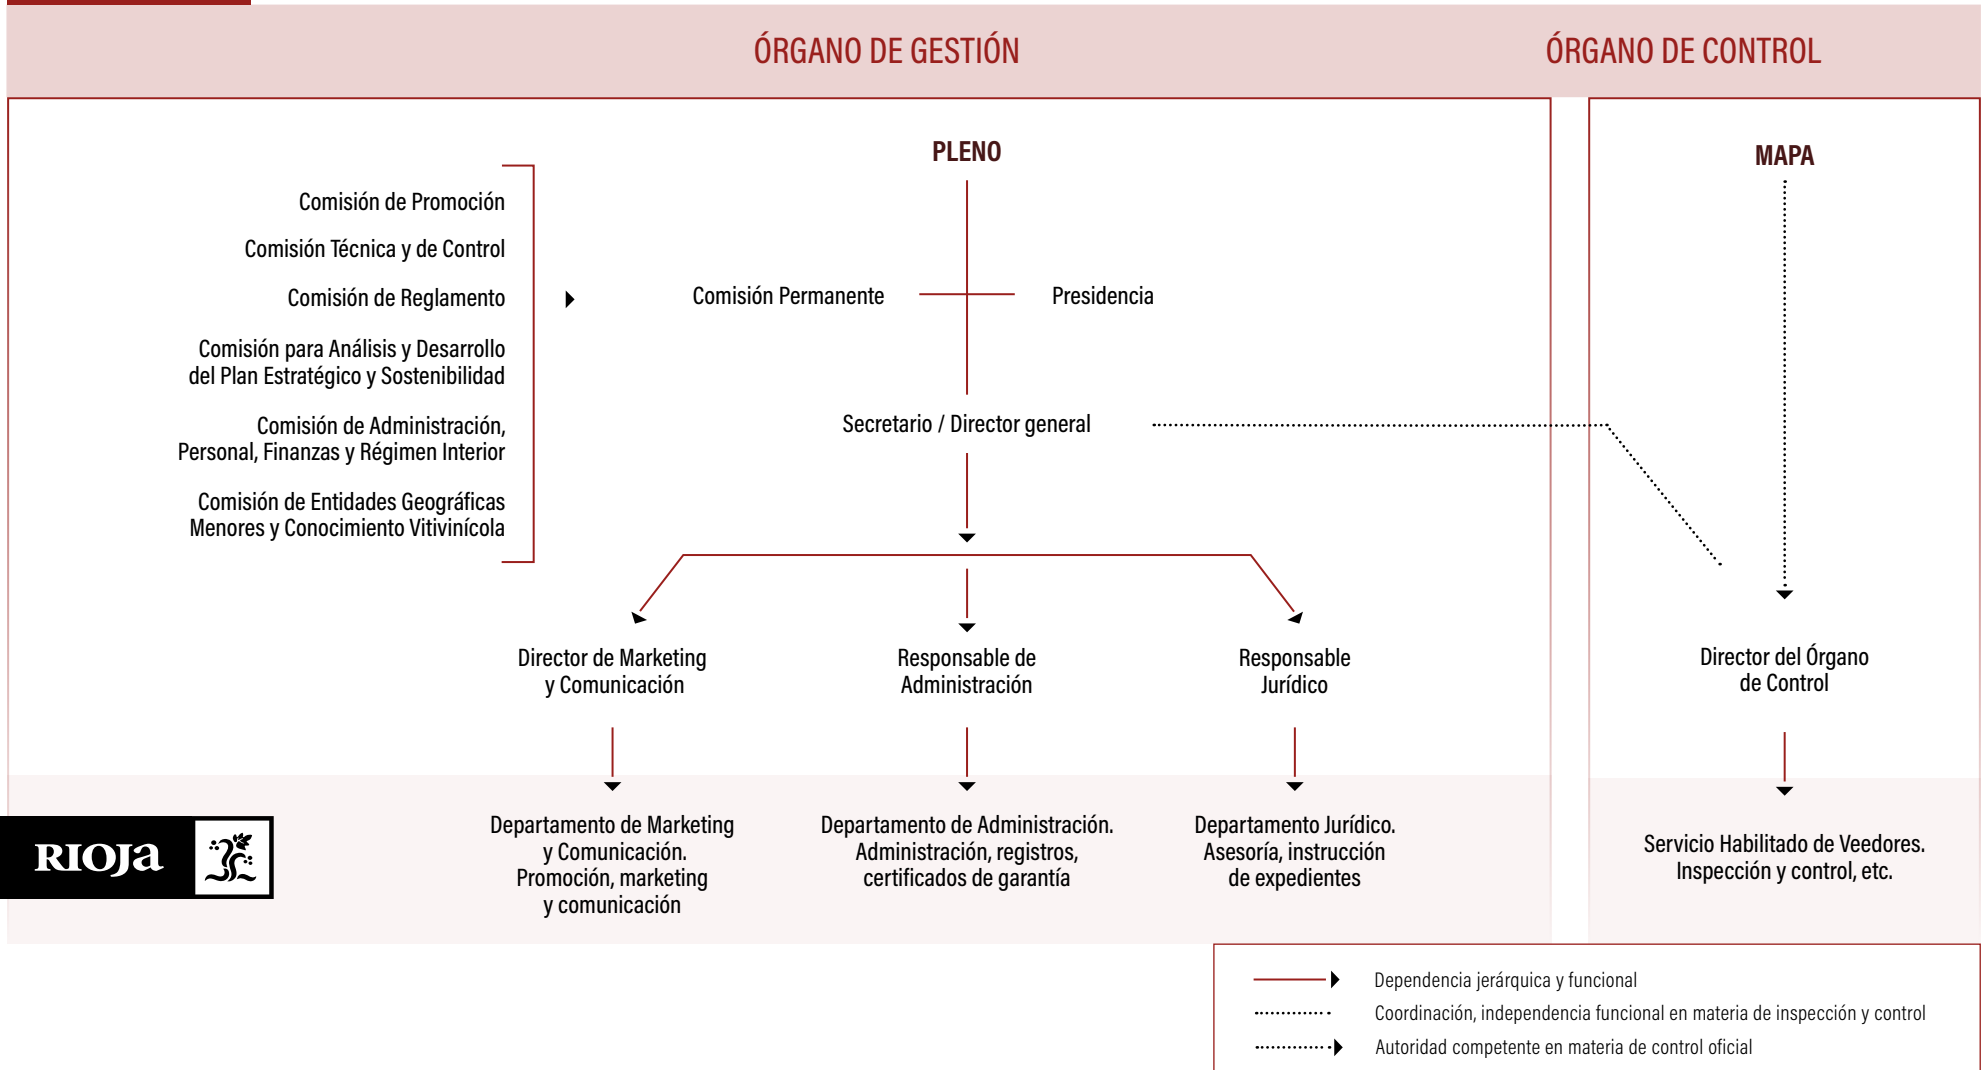 ÓRGANO DE GESTIÓN
ÓRGANO DE CONTROL
PLENO
MAPA
Comisión de Promoción
Comisión Técnica y de Control
Comisión de Reglamento
Comisión para Análisis y Desarrollo
del Plan Estratégico y Sostenibilidad
Comisión de Administración,
Personal, Finanzas y Régimen Interior
Comisión de Entidades Geográficas
Menores y Conocimiento Vitivinícola
Comisión Permanente
Presidencia
Secretario / Director general
Director de Marketing
y Comunicación
Responsable de
Administración
Responsable
Jurídico
Director del Órgano
de Control
Departamento de Marketing
y Comunicación.
Promoción, marketing
y comunicación
Departamento de Administración.
Administración, registros,
certificados de garantía
Departamento Jurídico.
Asesoría, instrucción
de expedientes
Servicio Habilitado de Veedores.
Inspección y control, etc.
RIOJa
Dependencia jerárquica y funcional
Coordinación, independencia funcional en materia de inspección y control
Autoridad competente en materia de control oficial